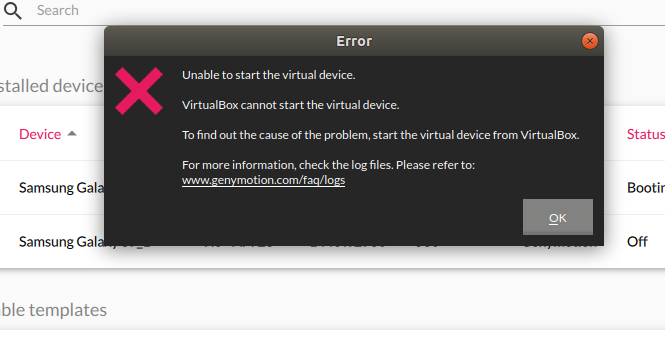 Search
Error
stalled device
Unable to start the virtual device.
VirtualBox cannot start the virtual device.
To find out the cause of the problem, start the virtual device from VirtualBox.
For more information, check the log files. Please refer to:
www.genymotion.com/faq/logs
OK
Device
Status
Samsung Gala
Bootin
Samsung Galaxy
Off
ble templates